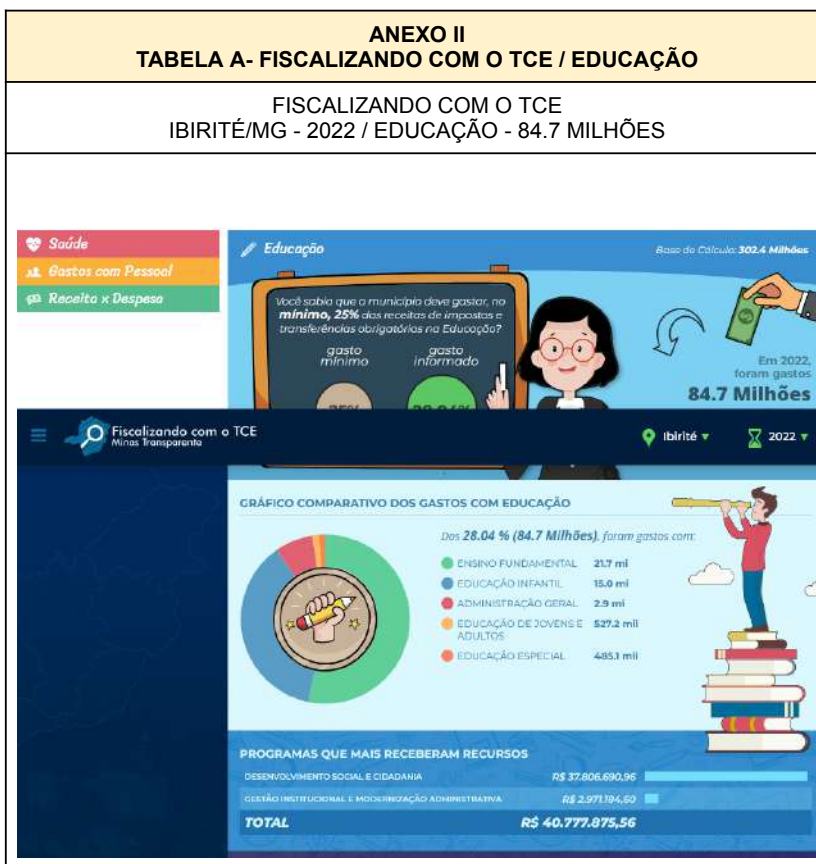 ANEXO II
TABELA A- FISCALIZANDO COM O TCE / EDUCAÇÃO
FISCALIZANDO COM O TCE
IBIRITÉ/MG - 2022 / EDUCAÇÃO - 84.7 MILHÕES
Saúde
Gastos com Pessoal
Receita x Despesa
Educação
Base de Cálculo: 302.4 Milhões
Você sabia que o município deve gastar, no
mínimo, 25% das receitas de impostos e
transferências obrigatórias na Educação?
gasto
mínimo
gasto
informado
25%
28.04%
Em 2022,
foram gastos
84.7 Milhões
Fiscalizando com o TCE
Minas Transparente
Ibirité
2022
GRÁFICO COMPARATIVO DOS GASTOS COM EDUCAÇÃO
Dos 28.04 % (84.7 Milhões), foram gastos com:
ENSINO FUNDAMENTAL 21.7 mi
EDUCAÇÃO INFANTIL 15.0 mi
ADMINISTRAÇÃO GERAL 2.9 mi
EDUCAÇÃO DE JOVENS E 527.2 mil
ADULTOS
EDUCAÇÃO ESPECIAL 485.1 mil
PROGRAMAS QUE MAIS RECEBERAM RECURSOS
DESENVOLVIMENTO SOCIAL E CIDADANIA R$ 37.806.690,96
GESTÃO INSTITUCIONAL E MODERNIZAÇÃO ADMINISTRATIVA R$ 2.971.184,60
TOTAL R$ 40.777.875,56